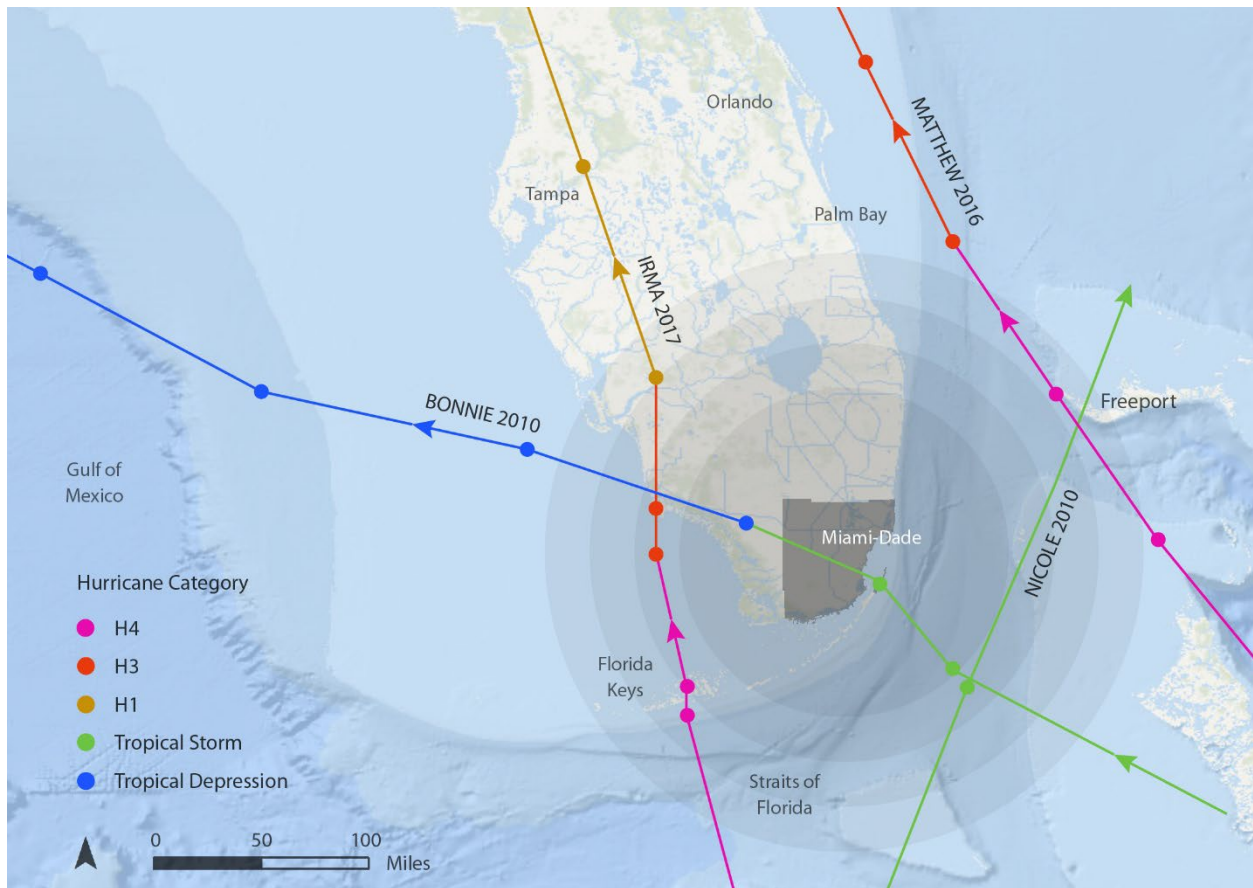 Orlando
MATTHEW 2016
Tampa
Palm Bay
IRMA 2017
BONNIE 2010
Freeport
Gulf of
Mexico
NICOLE 2010
Miami-Dade
Hurricane Category
H4
H3
H1
Tropical Storm
Tropical Depression
Florida
Keys
Straits of
Florida
0 50 100
Miles